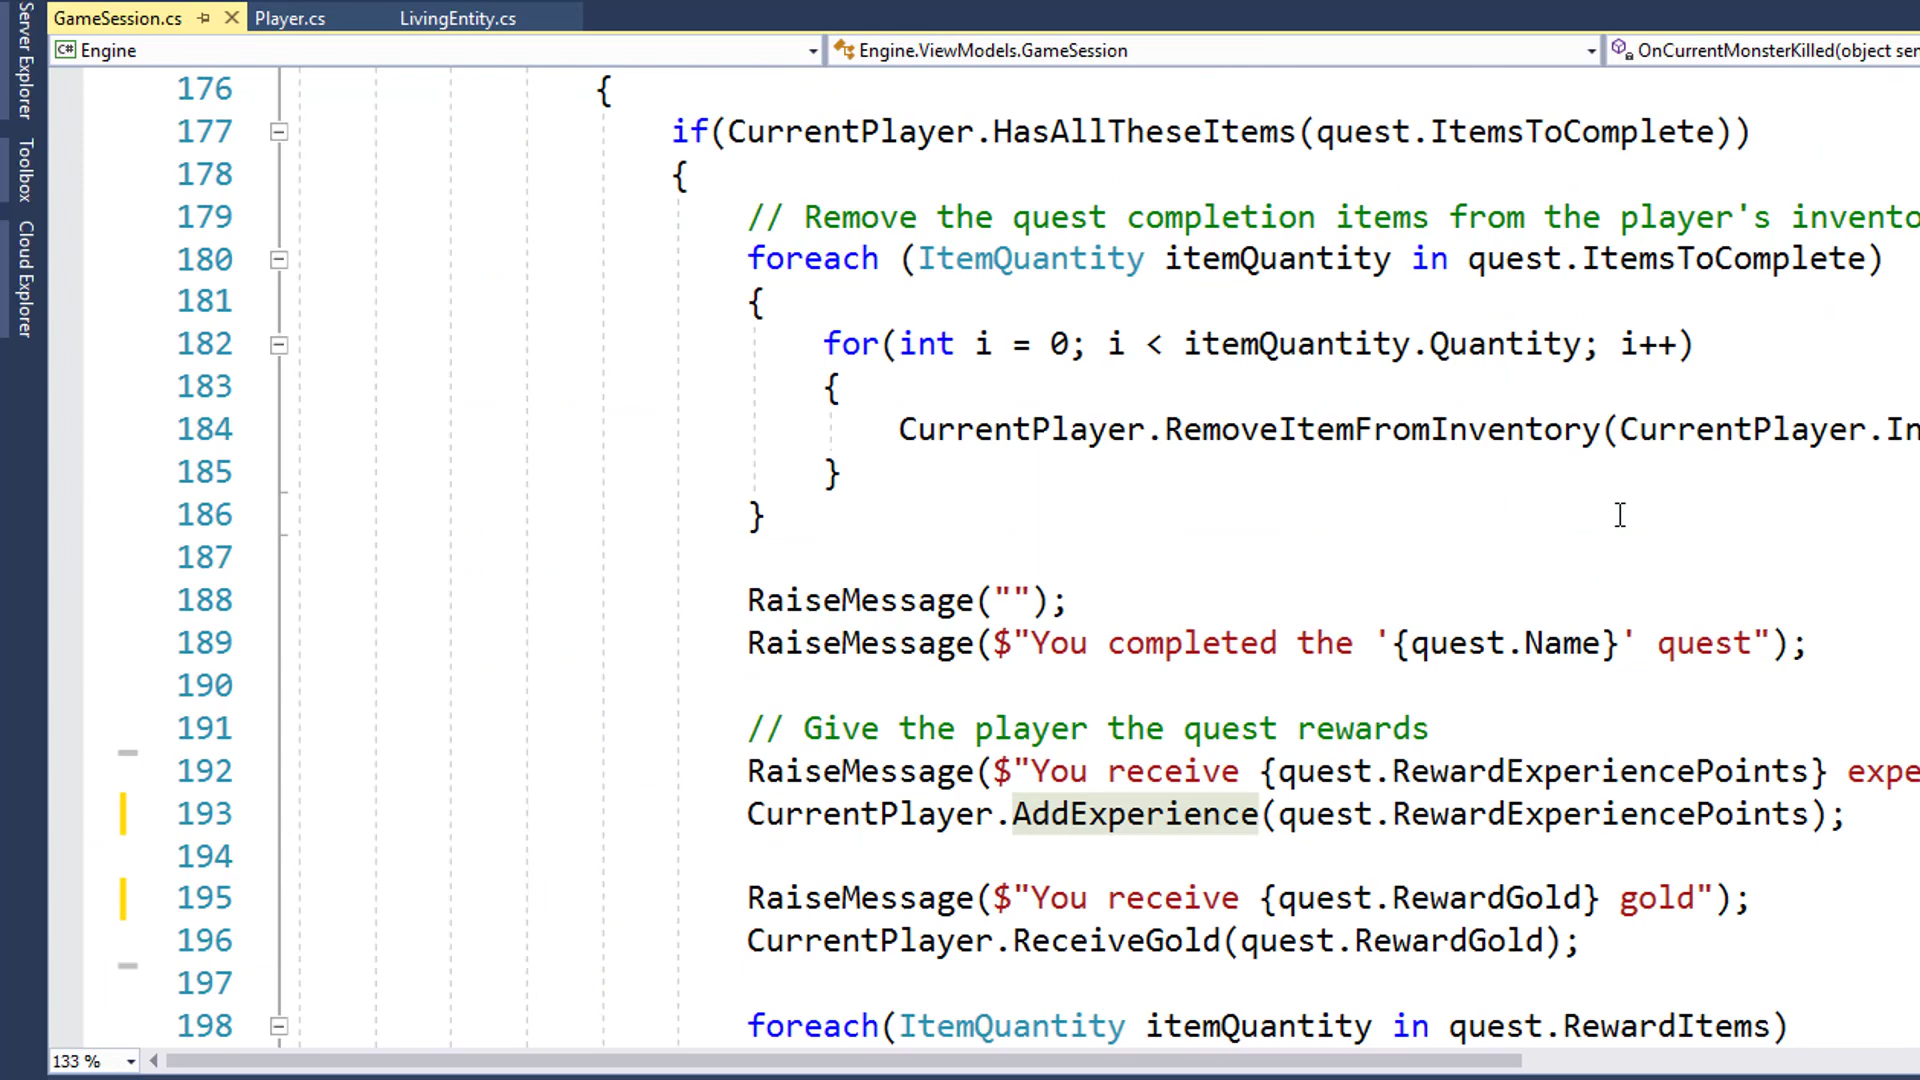 GameSession.cs
Player.cs
LivingEntity.cs
Server Explorer
Toolbox
Cloud Explorer
C# Engine
Engine.ViewModels.GameSession
OnCurrentMonsterKilled(object ser
176 {
177 if(CurrentPlayer.HasAllTheseItems(quest.ItemsToComplete))
178 {
179 // Remove the quest completion items from the player's invento
180 foreach (ItemQuantity itemQuantity in quest.ItemsToComplete)
181 {
182 for(int i = 0; i < itemQuantity.Quantity; i++)
183 {
184 CurrentPlayer.RemoveItemFromInventory(CurrentPlayer.In
185 }
186 }
187
188 RaiseMessage("");
189 RaiseMessage($"You completed the '{quest.Name}' quest");
190
191 // Give the player the quest rewards
192 RaiseMessage($"You receive {quest.RewardExperiencePoints} expe
193 CurrentPlayer.AddExperience(quest.RewardExperiencePoints);
194
195 RaiseMessage($"You receive {quest.RewardGold} gold");
196 CurrentPlayer.ReceiveGold(quest.RewardGold);
197
198 foreach(ItemQuantity itemQuantity in quest.RewardItems)
133 %